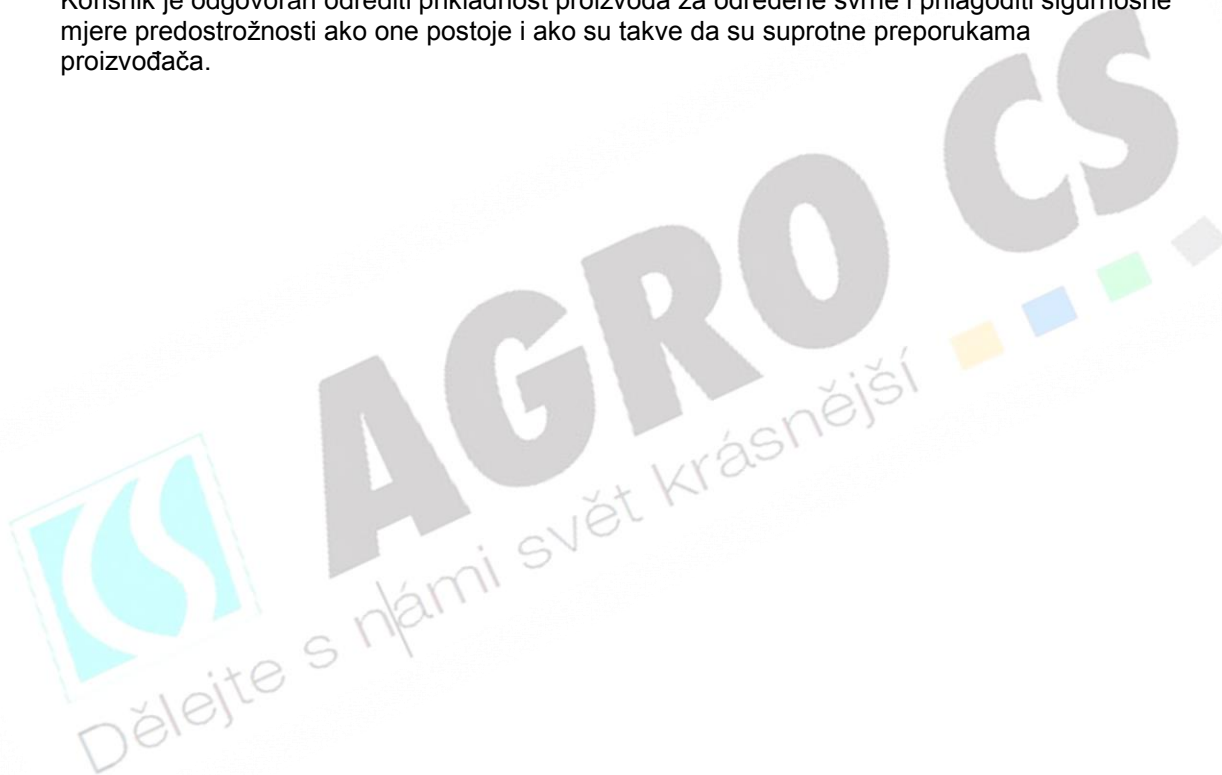 Korisnik je odgovoran odrediti prikladnost proizvoda za određene svrhe i prilagoditi sigurnosne
mjere predostrožnosti ako one postoje i ako su takve da su suprotne preporukama
proizvođača.
AGRO CS
Dělejte s námi svět krásnější